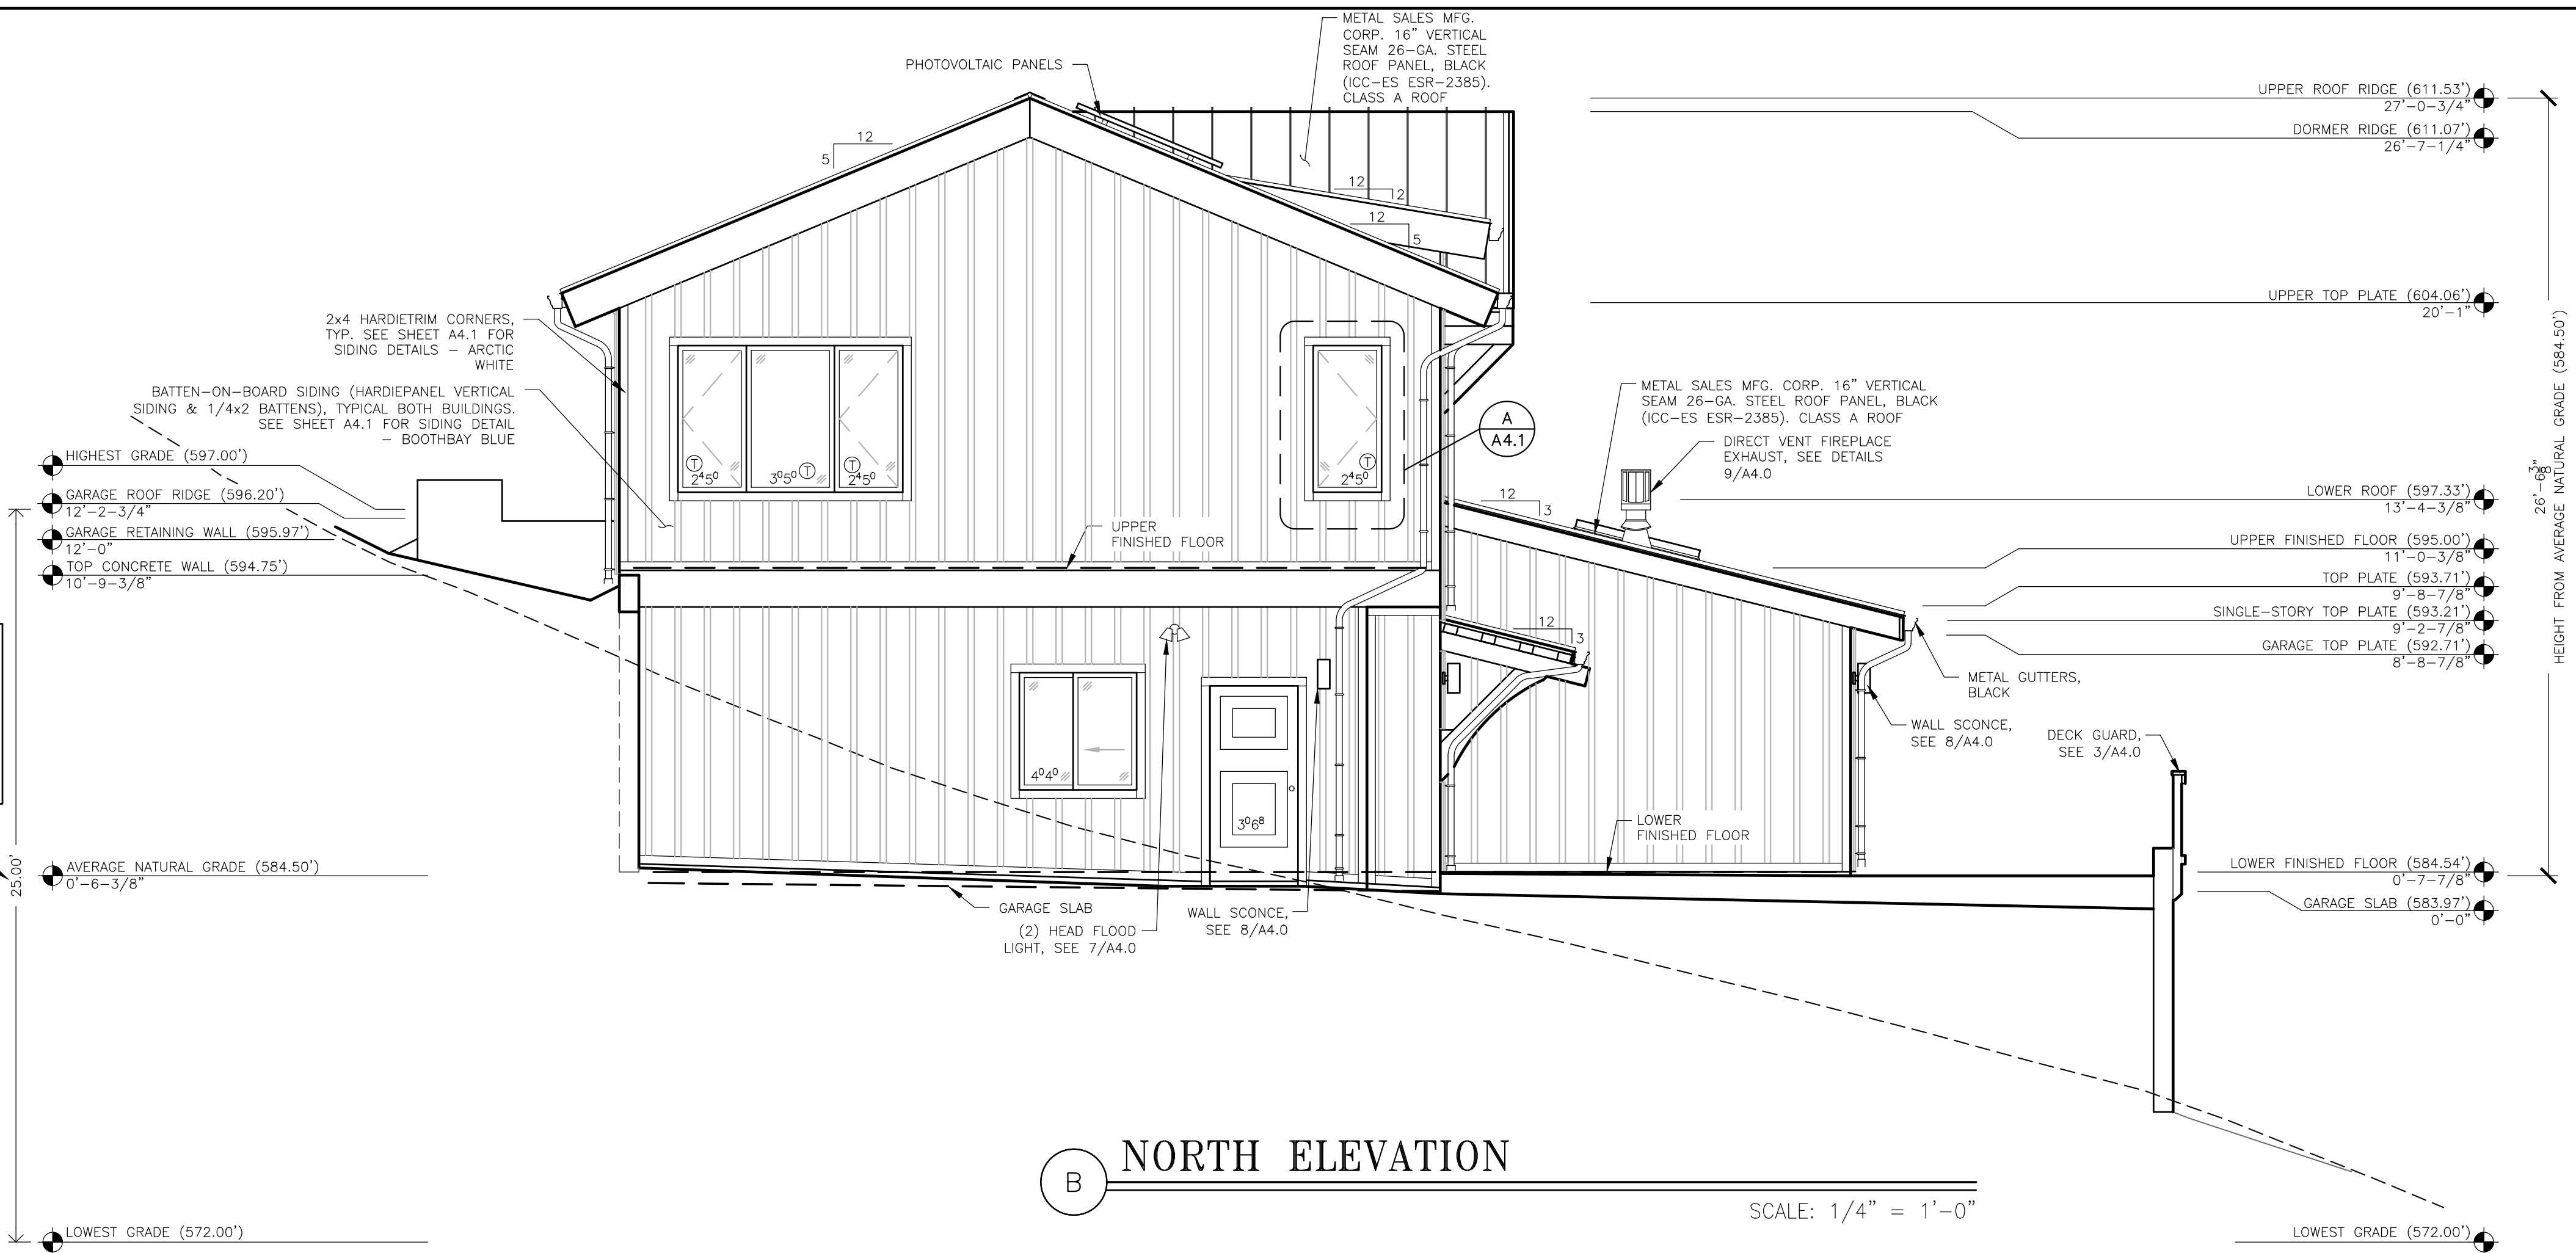 METAL SALES MFG.
CORP. 16" VERTICAL
SEAM 26-GA. STEEL
ROOF PANEL, BLACK
(ICC-ES ESR-2385).
CLASS A ROOF
PHOTOVOLTAIC PANELS
12
5
12
2
12
5
UPPER ROOF RIDGE (611.53')
27'-0-3/4"
DORMER RIDGE (611.07')
26'-7-1/4"
UPPER TOP PLATE (604.06')
20'-1"
2x4 HARDIETRIM CORNERS,
TYP. SEE SHEET A4.1 FOR
SIDING DETAILS - ARCTIC
WHITE
BATTEN-ON-BOARD SIDING (HARDIEPANEL VERTICAL
SIDING & 1/4x2 BATTENS), TYPICAL BOTH BUILDINGS.
SEE SHEET A4.1 FOR SIDING DETAIL
- BOOTHBAY BLUE
HIGHEST GRADE (597.00')
GARAGE ROOF RIDGE (596.20')
12'-2-3/4"
GARAGE RETAINING WALL (595.97')
12'-0"
TOP CONCRETE WALL (594.75')
10'-9-3/8"
T
2⁴5⁰
3⁰5⁰ T
T
2⁴5⁰
T
2⁴5⁰
A
A4.1
METAL SALES MFG. CORP. 16" VERTICAL
SEAM 26-GA. STEEL ROOF PANEL, BLACK
(ICC-ES ESR-2385). CLASS A ROOF
DIRECT VENT FIREPLACE
EXHAUST, SEE DETAILS
9/A4.0
12
3
UPPER
FINISHED FLOOR
LOWER ROOF (597.33')
13'-4-3/8"
UPPER FINISHED FLOOR (595.00')
11'-0-3/8"
TOP PLATE (593.71')
9'-8-7/8"
SINGLE-STORY TOP PLATE (593.21')
9'-2-7/8"
GARAGE TOP PLATE (592.71')
8'-8-7/8"
12
3
METAL GUTTERS,
BLACK
WALL SCONCE,
SEE 8/A4.0
DECK GUARD,
SEE 3/A4.0
4⁰4⁰
3⁰6⁸
LOWER
FINISHED FLOOR
26'-6 3/8"
HEIGHT FROM AVERAGE NATURAL GRADE (584.50')
AVERAGE NATURAL GRADE (584.50')
0'-6-3/8"
25.00'
GARAGE SLAB
(2) HEAD FLOOD
LIGHT, SEE 7/A4.0
WALL SCONCE,
SEE 8/A4.0
LOWER FINISHED FLOOR (584.54')
0'-7-7/8"
GARAGE SLAB (583.97')
0'-0"
B
NORTH ELEVATION
SCALE: 1/4" = 1'-0"
LOWEST GRADE (572.00')
LOWEST GRADE (572.00')